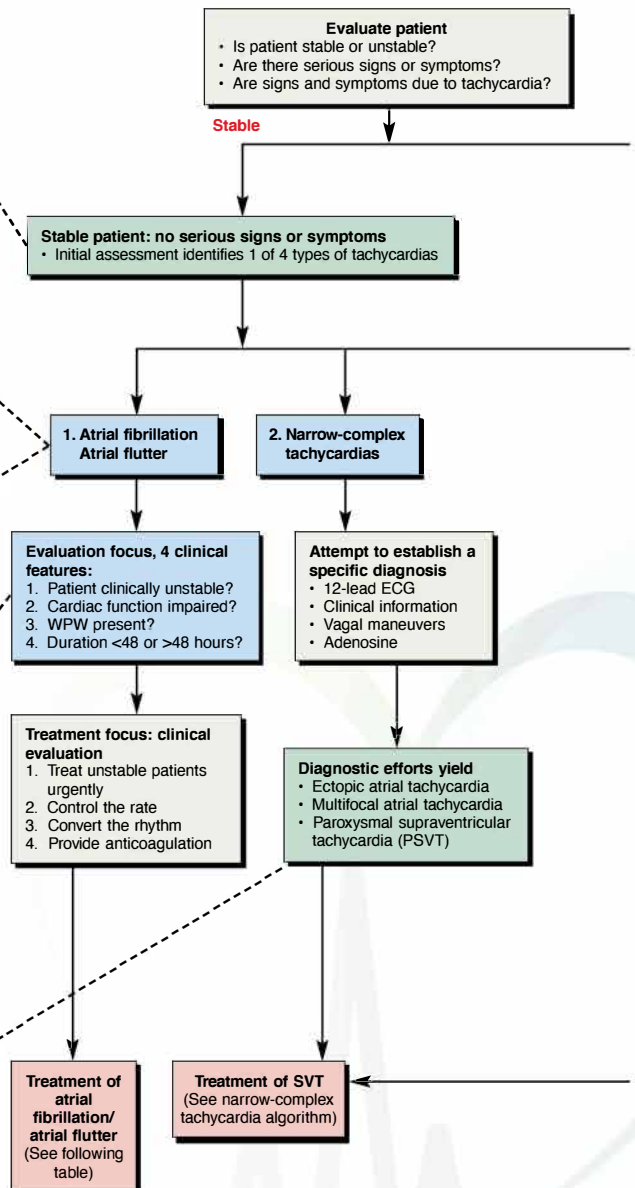 Evaluate patient
• Is patient stable or unstable?
• Are there serious signs or symptoms?
• Are signs and symptoms due to tachycardia?
Stable
Stable patient: no serious signs or symptoms
• Initial assessment identifies 1 of 4 types of tachycardias
1. Atrial fibrillation
Atrial flutter
2. Narrow-complex
tachycardias
Evaluation focus, 4 clinical
features:
1. Patient clinically unstable?
2. Cardiac function impaired?
3. WPW present?
4. Duration <48 or >48 hours?
Attempt to establish a
specific diagnosis
• 12-lead ECG
• Clinical information
• Vagal maneuvers
• Adenosine
Treatment focus: clinical
evaluation
1. Treat unstable patients
urgently
2. Control the rate
3. Convert the rhythm
4. Provide anticoagulation
Diagnostic efforts yield
• Ectopic atrial tachycardia
• Multifocal atrial tachycardia
• Paroxysmal supraventricular
tachycardia (PSVT)
Treatment of
atrial
fibrillation/
atrial flutter
(See following
table)
Treatment of SVT
(See narrow-complex
tachycardia algorithm)